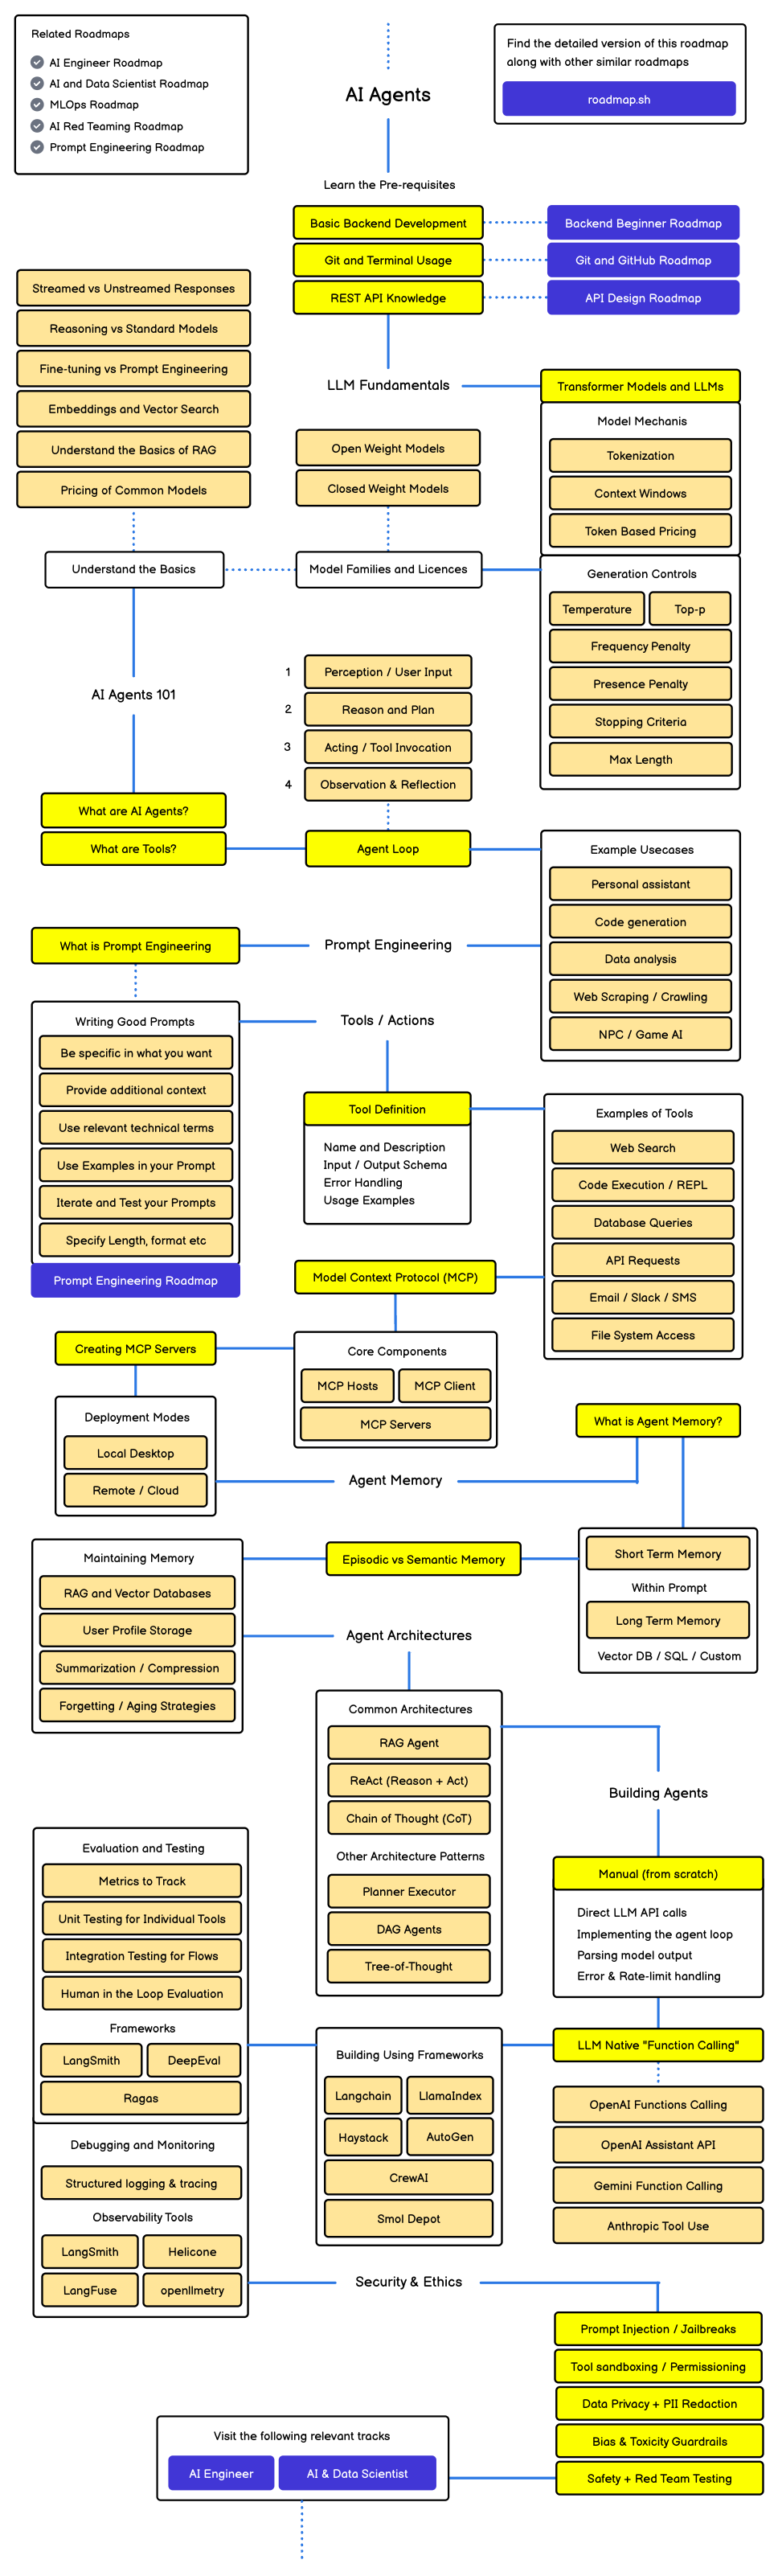 Related Roadmaps
AI Engineer Roadmap
AI and Data Scientist Roadmap
MLOps Roadmap
AI Red Teaming Roadmap
Prompt Engineering Roadmap
AI Agents
Find the detailed version of this roadmap
along with other similar roadmaps
roadmap.sh
Learn the Pre-requisites
Basic Backend Development
Backend Beginner Roadmap
Git and Terminal Usage
Git and GitHub Roadmap
REST API Knowledge
API Design Roadmap
Streamed vs Unstreamed Responses
Reasoning vs Standard Models
Fine-tuning vs Prompt Engineering
Embeddings and Vector Search
Understand the Basics of RAG
Pricing of Common Models
LLM Fundamentals
Transformer Models and LLMs
Model Mechanis
Tokenization
Context Windows
Token Based Pricing
Open Weight Models
Closed Weight Models
Understand the Basics
Model Families and Licences
Generation Controls
Temperature
Top-p
Frequency Penalty
Presence Penalty
Stopping Criteria
Max Length
AI Agents 101
1
Perception / User Input
2
Reason and Plan
3
Acting / Tool Invocation
4
Observation & Reflection
What are AI Agents?
What are Tools?
Agent Loop
Example Usecases
Personal assistant
Code generation
Data analysis
Web Scraping / Crawling
NPC / Game AI
What is Prompt Engineering
Prompt Engineering
Writing Good Prompts
Be specific in what you want
Provide additional context
Use relevant technical terms
Use Examples in your Prompt
Iterate and Test your Prompts
Specify Length, format etc
Prompt Engineering Roadmap
Tools / Actions
Tool Definition
Name and Description
Input / Output Schema
Error Handling
Usage Examples
Examples of Tools
Web Search
Code Execution / REPL
Database Queries
API Requests
Email / Slack / SMS
File System Access
Model Context Protocol (MCP)
Creating MCP Servers
Core Components
MCP Hosts
MCP Client
MCP Servers
Deployment Modes
Local Desktop
Remote / Cloud
Agent Memory
What is Agent Memory?
Short Term Memory
Within Prompt
Long Term Memory
Vector DB / SQL / Custom
Episodic vs Semantic Memory
Maintaining Memory
RAG and Vector Databases
User Profile Storage
Summarization / Compression
Forgetting / Aging Strategies
Agent Architectures
Common Architectures
RAG Agent
ReAct (Reason + Act)
Chain of Thought (CoT)
Other Architecture Patterns
Planner Executor
DAG Agents
Tree-of-Thought
Building Agents
Manual (from scratch)
Direct LLM API calls
Implementing the agent loop
Parsing model output
Error & Rate-limit handling
LLM Native "Function Calling"
OpenAI Functions Calling
OpenAI Assistant API
Gemini Function Calling
Anthropic Tool Use
Building Using Frameworks
Langchain
LlamaIndex
Haystack
AutoGen
CrewAI
Smol Depot
Evaluation and Testing
Metrics to Track
Unit Testing for Individual Tools
Integration Testing for Flows
Human in the Loop Evaluation
Frameworks
LangSmith
DeepEval
Ragas
Debugging and Monitoring
Structured logging & tracing
Observability Tools
LangSmith
Helicone
LangFuse
openllmetry
Security & Ethics
Prompt Injection / Jailbreaks
Tool sandboxing / Permissioning
Data Privacy + PII Redaction
Bias & Toxicity Guardrails
Safety + Red Team Testing
Visit the following relevant tracks
AI Engineer
AI & Data Scientist